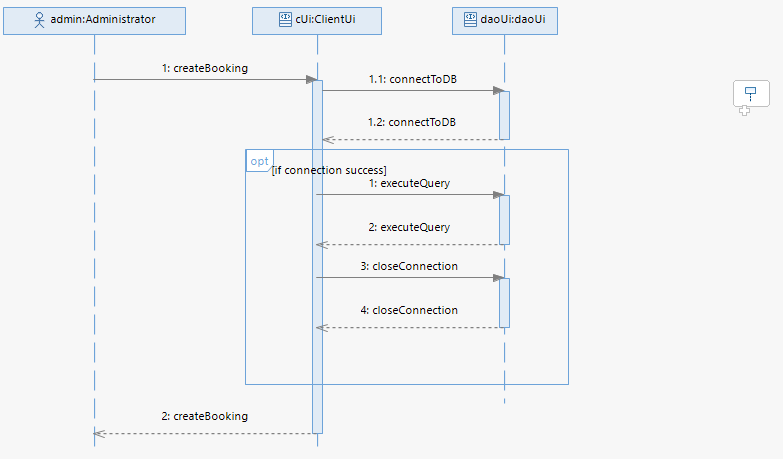 admin:Administrator
cUi:ClientUi
daoUi:daoUi
1: createBooking
1.1: connectToDB
1.2: connectToDB
opt
[if connection success]
1: executeQuery
2: executeQuery
3: closeConnection
4: closeConnection
2: createBooking